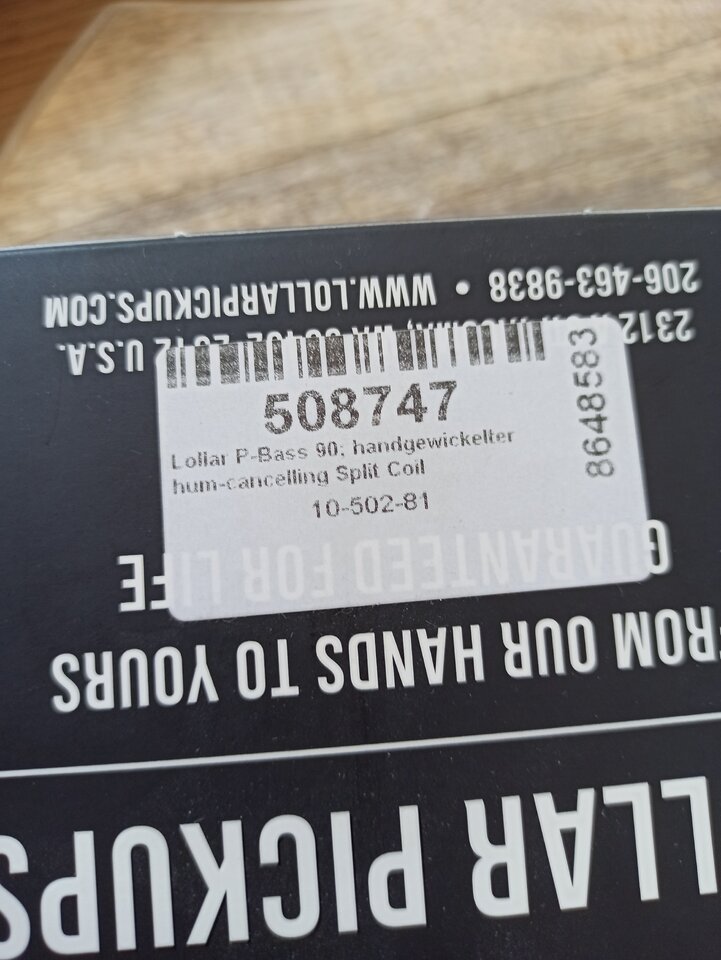 508747
8648583
Lollar P-Bass 90; handgewickelter
hum-cancelling Split Coil
10-502-81
LLAR PICKUPS
FROM OUR HANDS TO YOURS
GUARANTEED FOR LIFE
2312 U.S.A.
206-463-9838 • WWW.LOLLARPICKUPS.COM